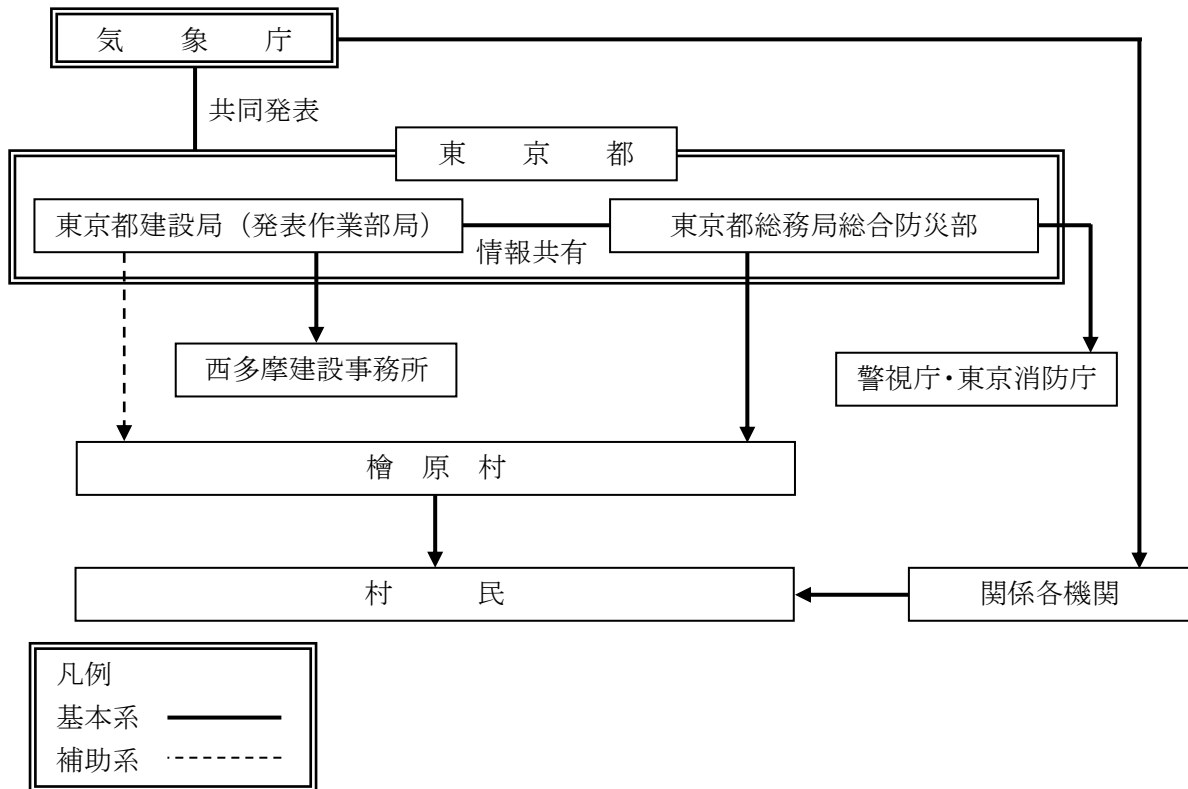 気象庁
共同発表
東京都
東京都建設局（発表作業部局）
情報共有
東京都総務局総合防災部
西多摩建設事務所
警視庁・東京消防庁
檜原村
村民
関係各機関
凡例
基本系
補助系